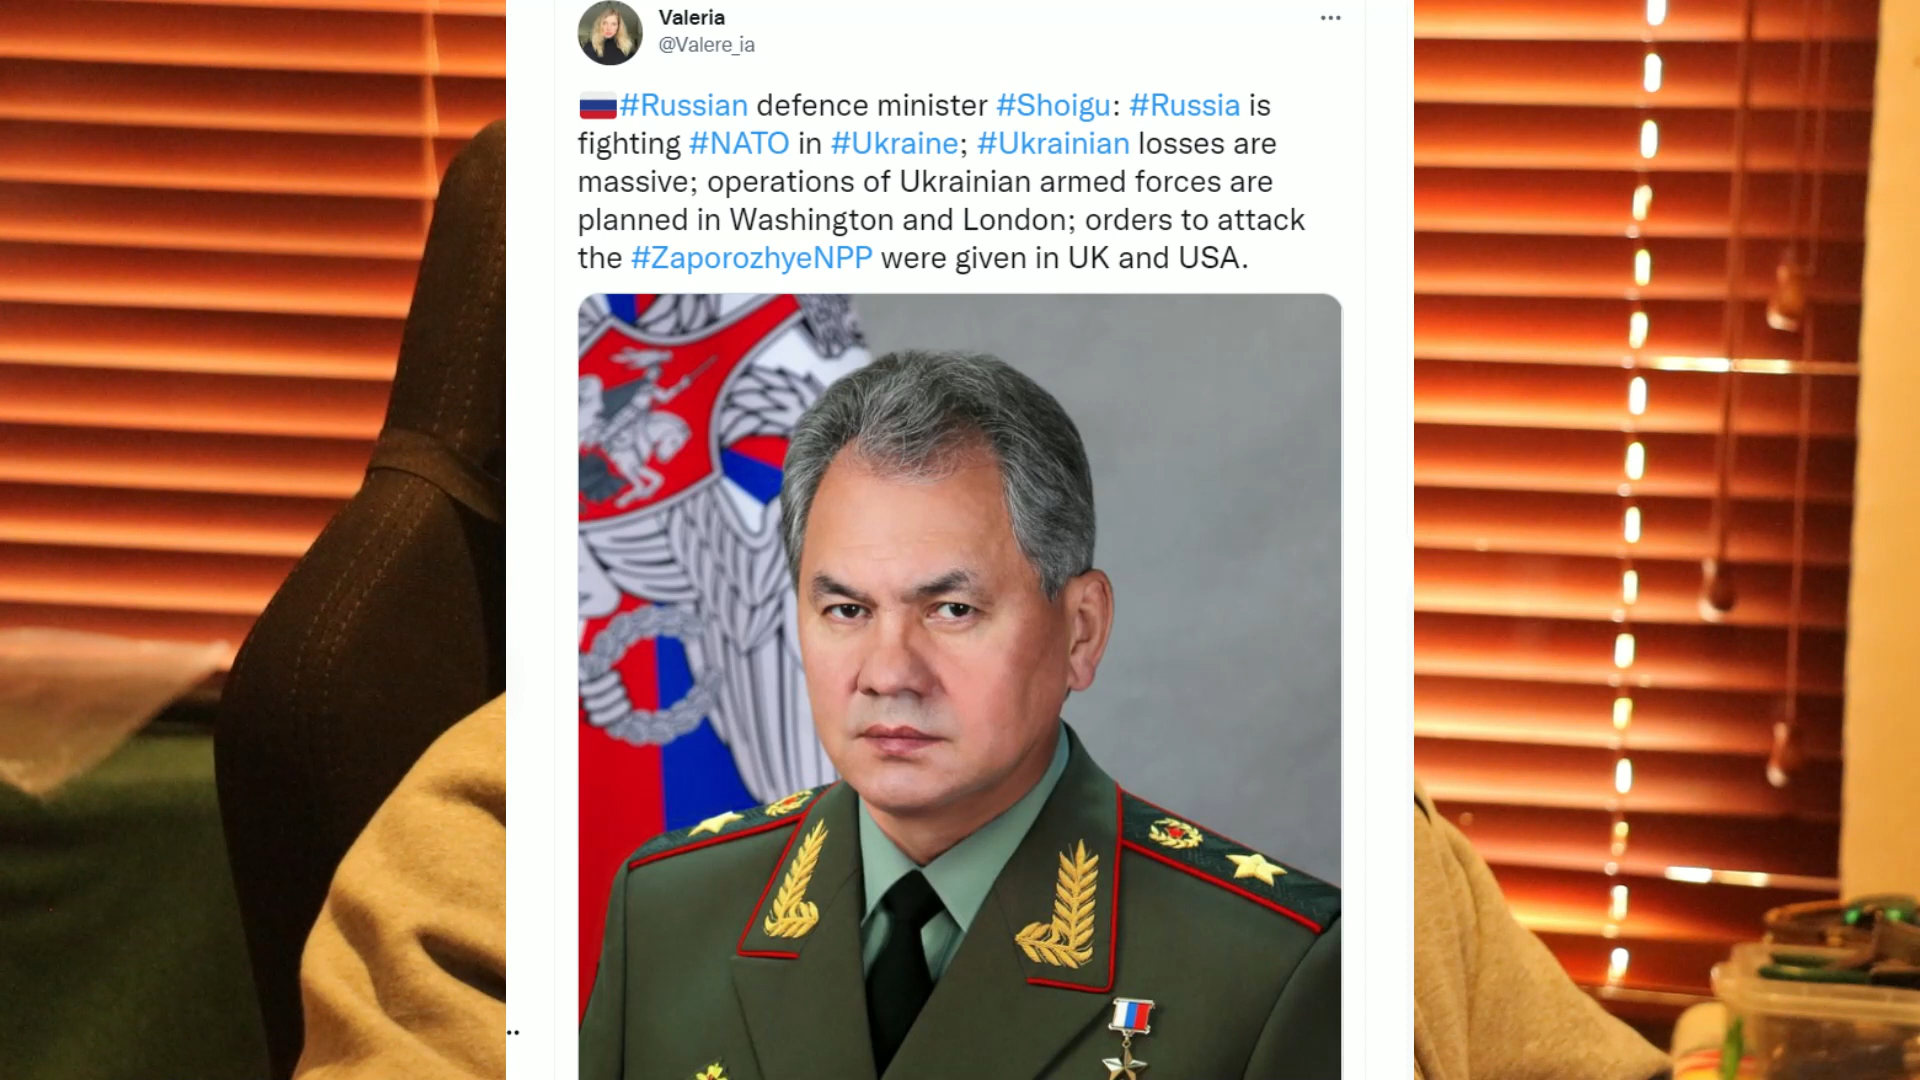 Valeria
@Valere_ia
#Russian defence minister #Shoigu: #Russia is
fighting #NATO in #Ukraine; #Ukrainian losses are
massive; operations of Ukrainian armed forces are
planned in Washington and London; orders to attack
the #ZaporozhyeNPP were given in UK and USA.